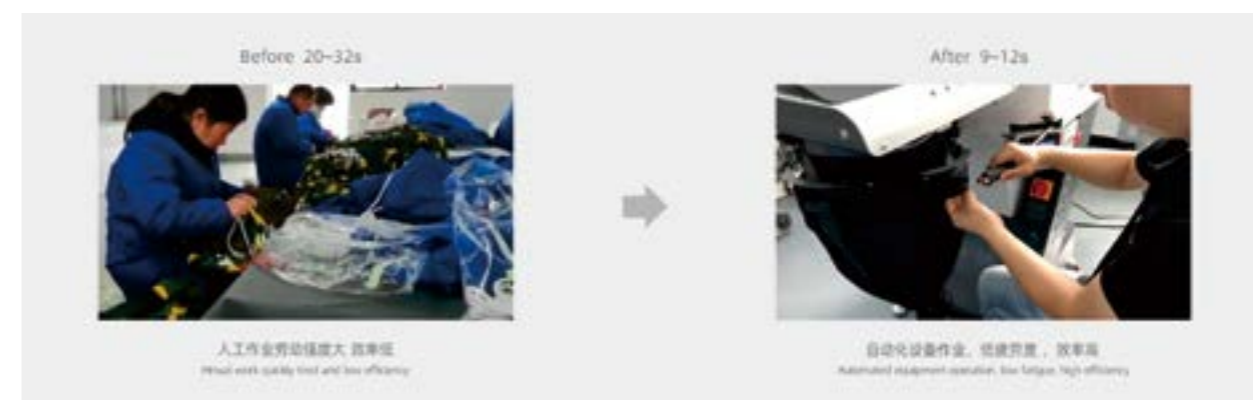 Before 20~32s
After 9~12s
人工作业劳动强度大 效率低
Manual work quickly tired and low efficiency
自动化设备作业，低疲劳度，效率高
Automated equipment operation, low fatigue, high efficiency